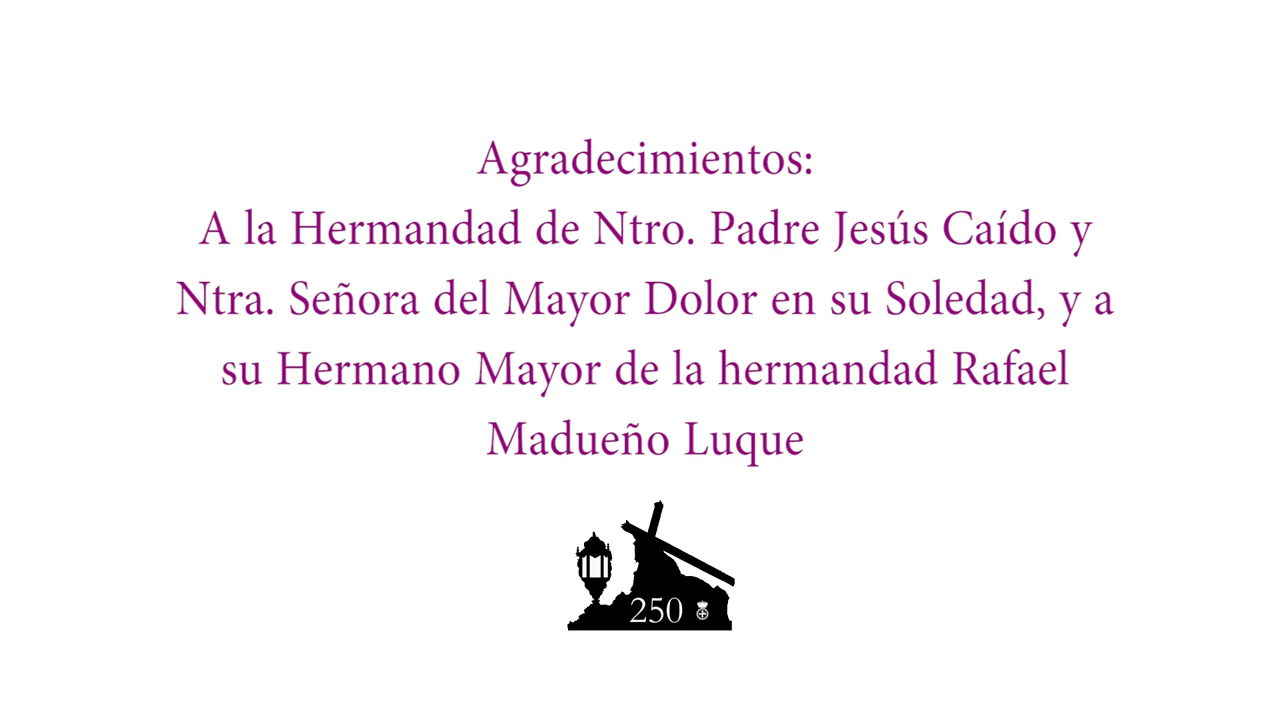 Agradecimientos:
A la Hermandad de Ntro. Padre Jesús Caído y
Ntra. Señora del Mayor Dolor en su Soledad, y a
su Hermano Mayor de la hermandad Rafael
Madueño Luque
250